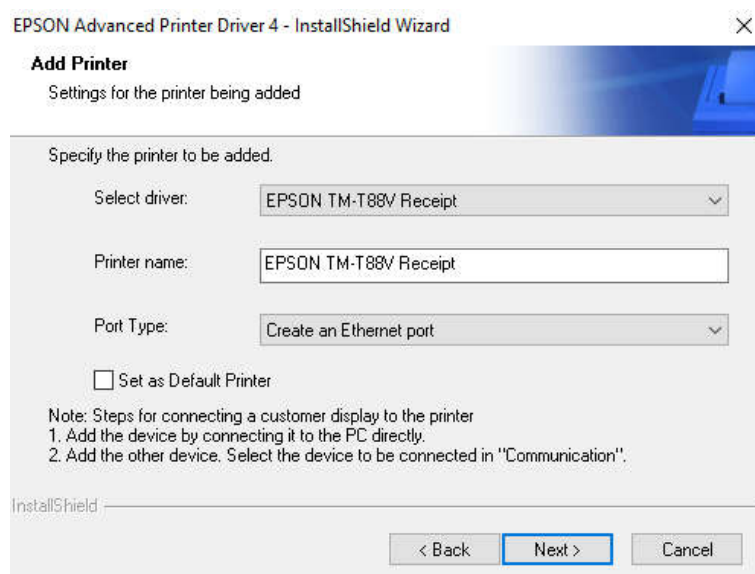 EPSON Advanced Printer Driver 4 - InstallShield Wizard
Add Printer
Settings for the printer being added
Specify the printer to be added.
Select driver: EPSON TM-T88V Receipt
Printer name: EPSON TM-T88V Receipt
Port Type: Create an Ethernet port
Set as Default Printer
Note: Steps for connecting a customer display to the printer
1. Add the device by connecting it to the PC directly.
2. Add the other device. Select the device to be connected in "Communication".
InstallShield
< Back Next > Cancel